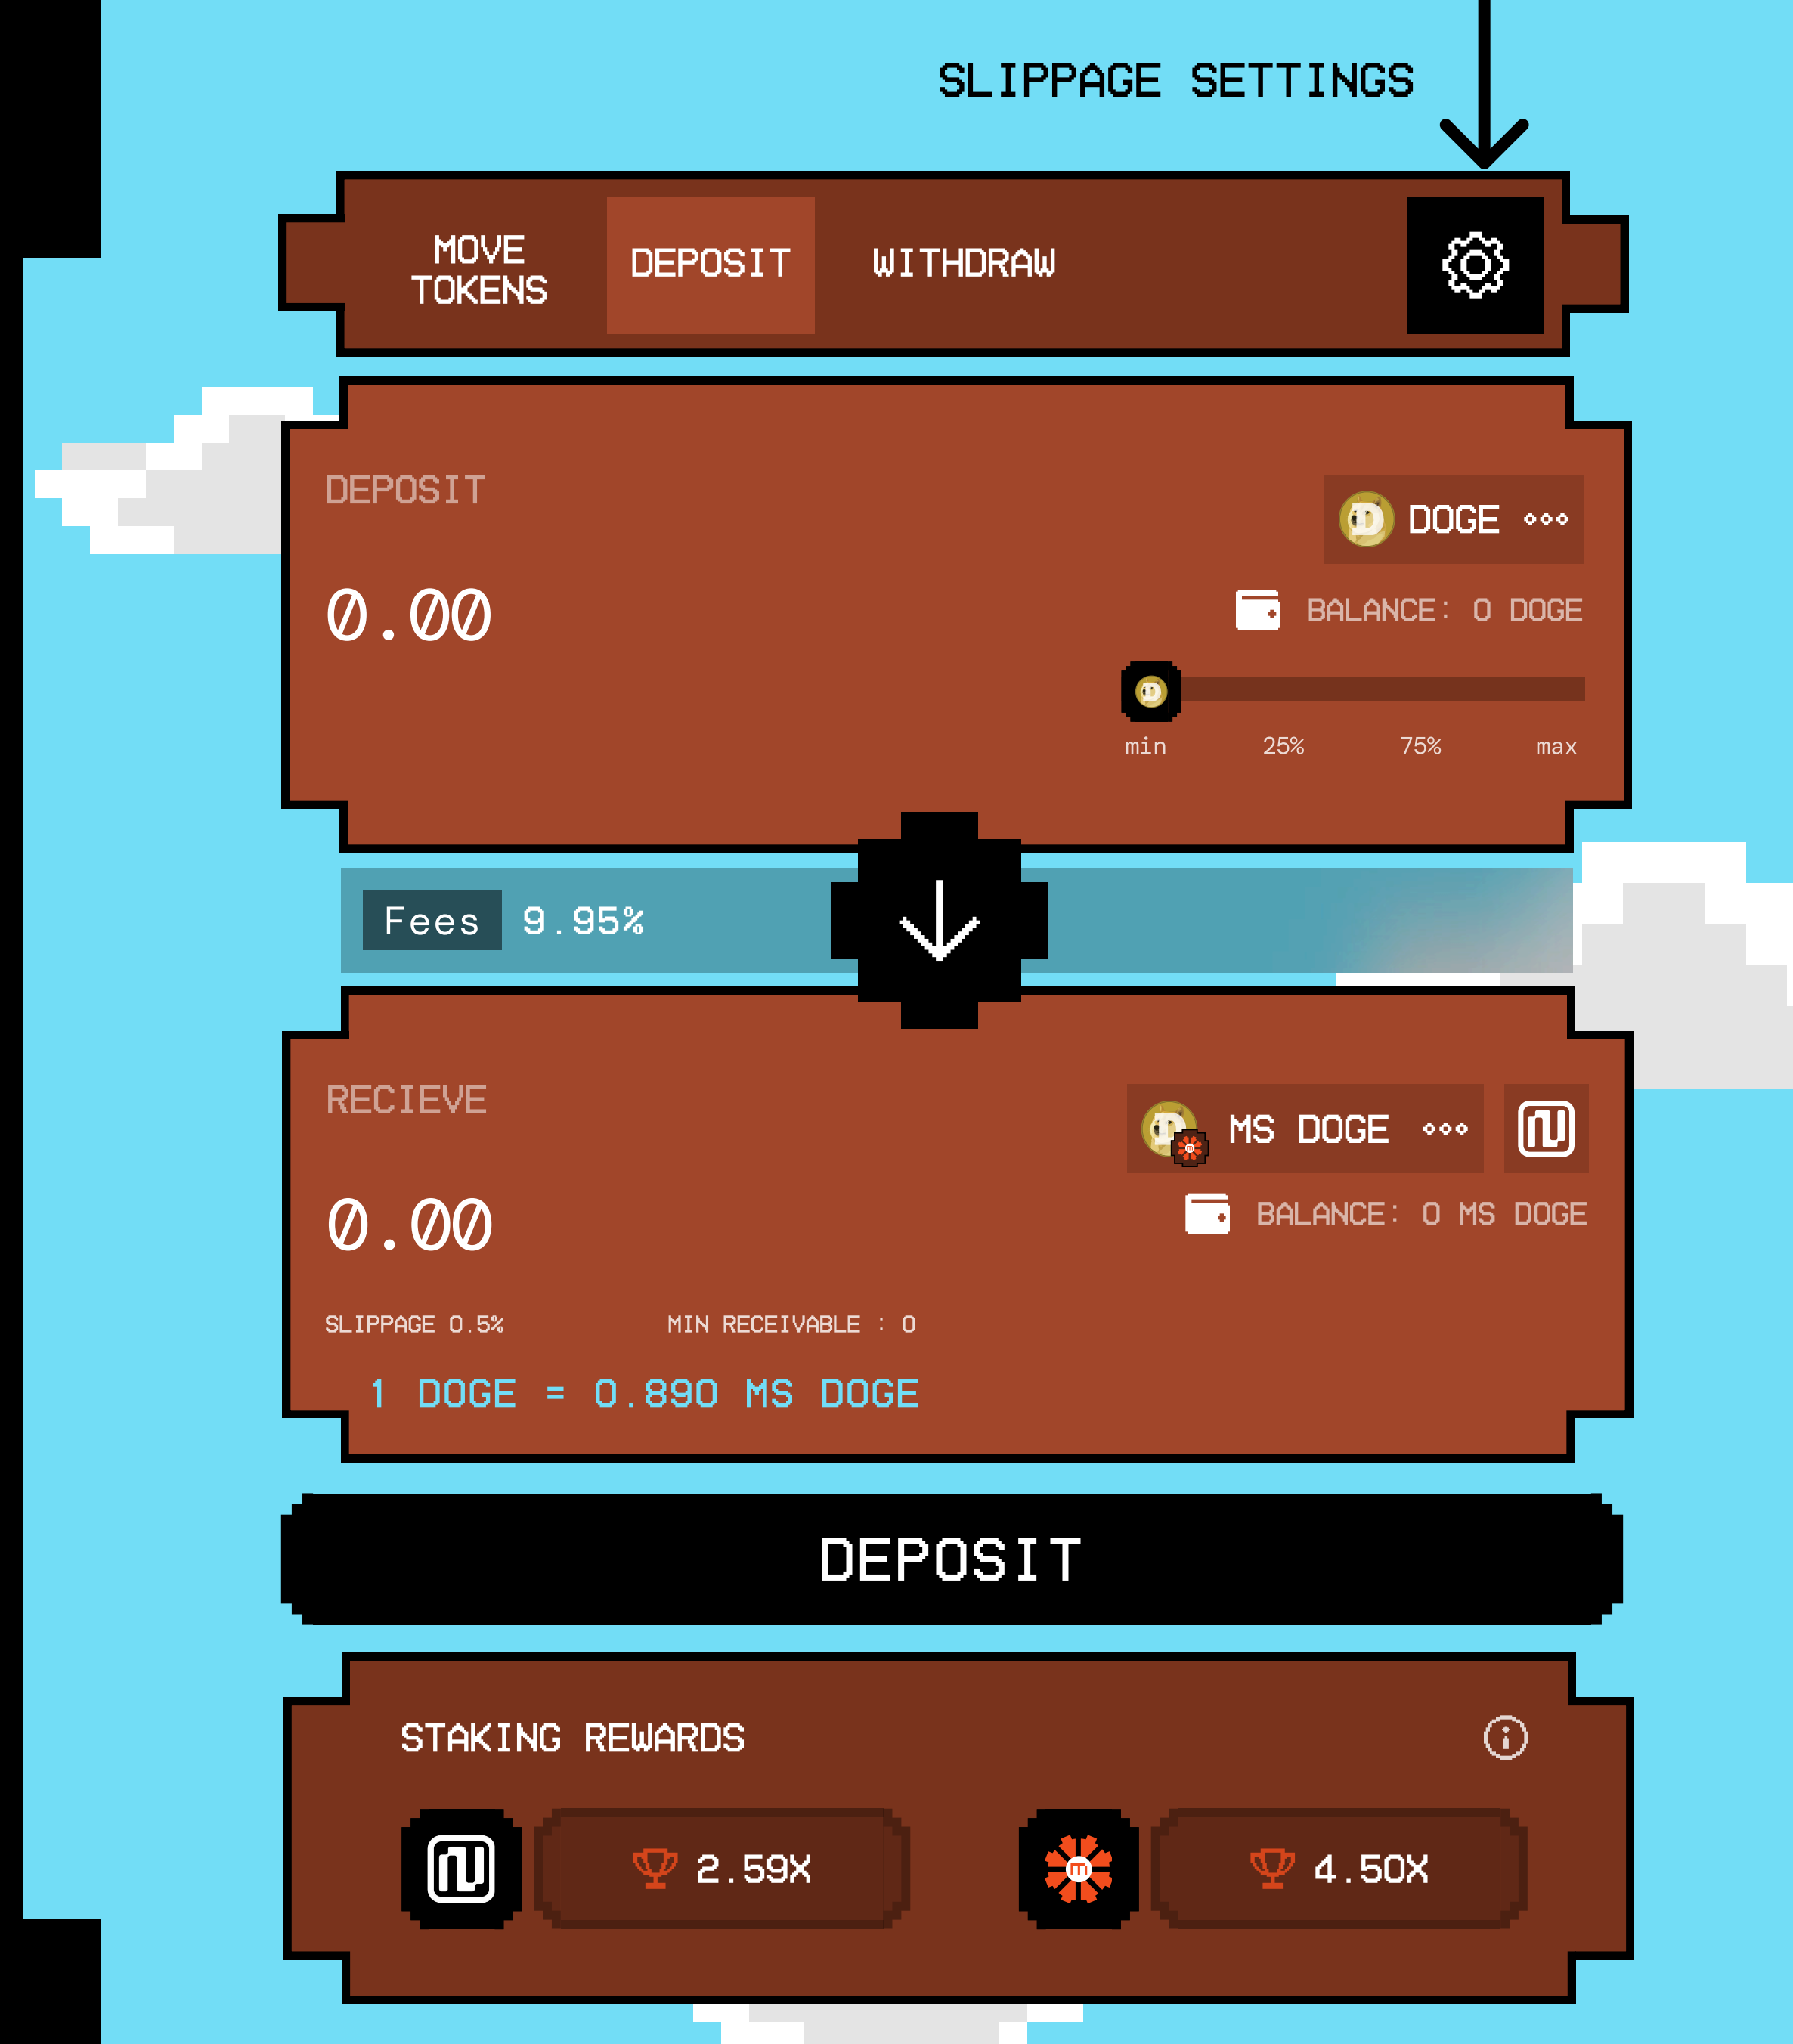 SLIPPAGE SETTINGS
MOVE
TOKENS
DEPOSIT
WITHDRAW
DEPOSIT
D DOGE
0.00
BALANCE: 0 DOGE
D
min 25% 75% max
Fees 9.95%
RECIEVE
D m MS DOGE
0.00
BALANCE: 0 MS DOGE
SLIPPAGE 0.5% MIN RECEIVABLE : 0
1 DOGE = 0.890 MS DOGE
DEPOSIT
STAKING REWARDS
2.59X
m 4.50X